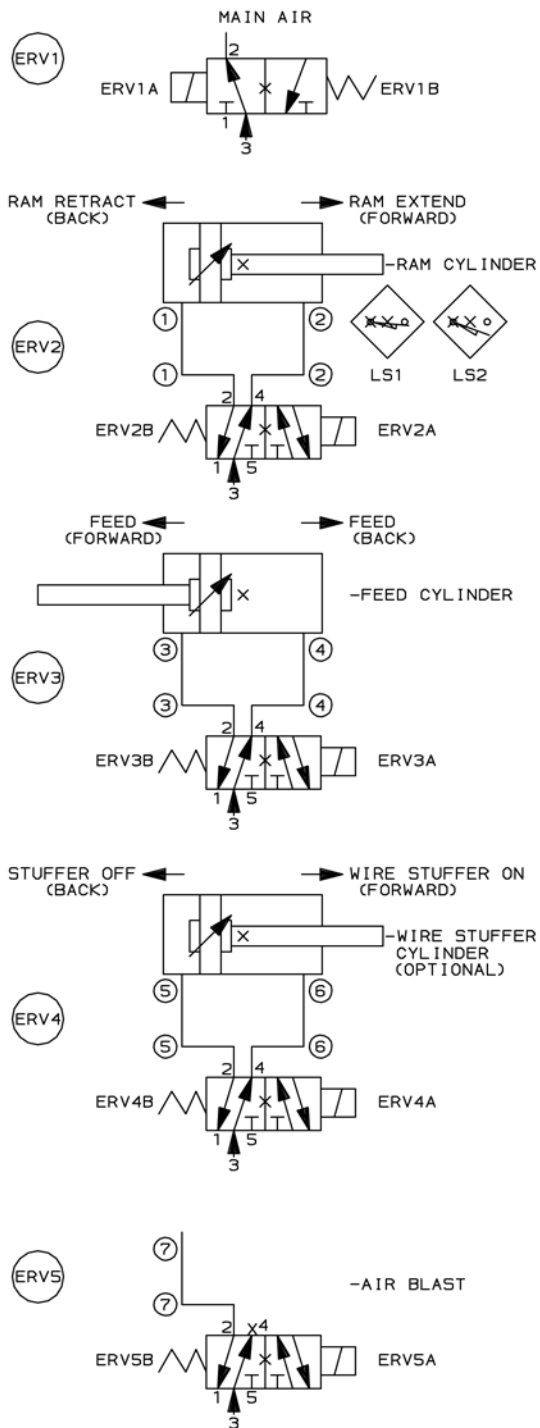 MAIN AIR
ERV1
2
ERV1A
ERV1B
1
3
RAM RETRACT
(BACK)
RAM EXTEND
(FORWARD)
-RAM CYLINDER
1
2
ERV2
1
2
LS1
LS2
2
4
ERV2B
ERV2A
1
5
3
FEED
(FORWARD)
FEED
(BACK)
-FEED CYLINDER
3
4
ERV3
3
4
2
4
ERV3B
ERV3A
1
5
3
STUFFER OFF
(BACK)
WIRE STUFFER ON
(FORWARD)
-WIRE STUFFER
CYLINDER
(OPTIONAL)
5
6
ERV4
5
6
2
4
ERV4B
ERV4A
1
5
3
7
ERV5
7
-AIR BLAST
2
4
ERV5B
ERV5A
1
5
3